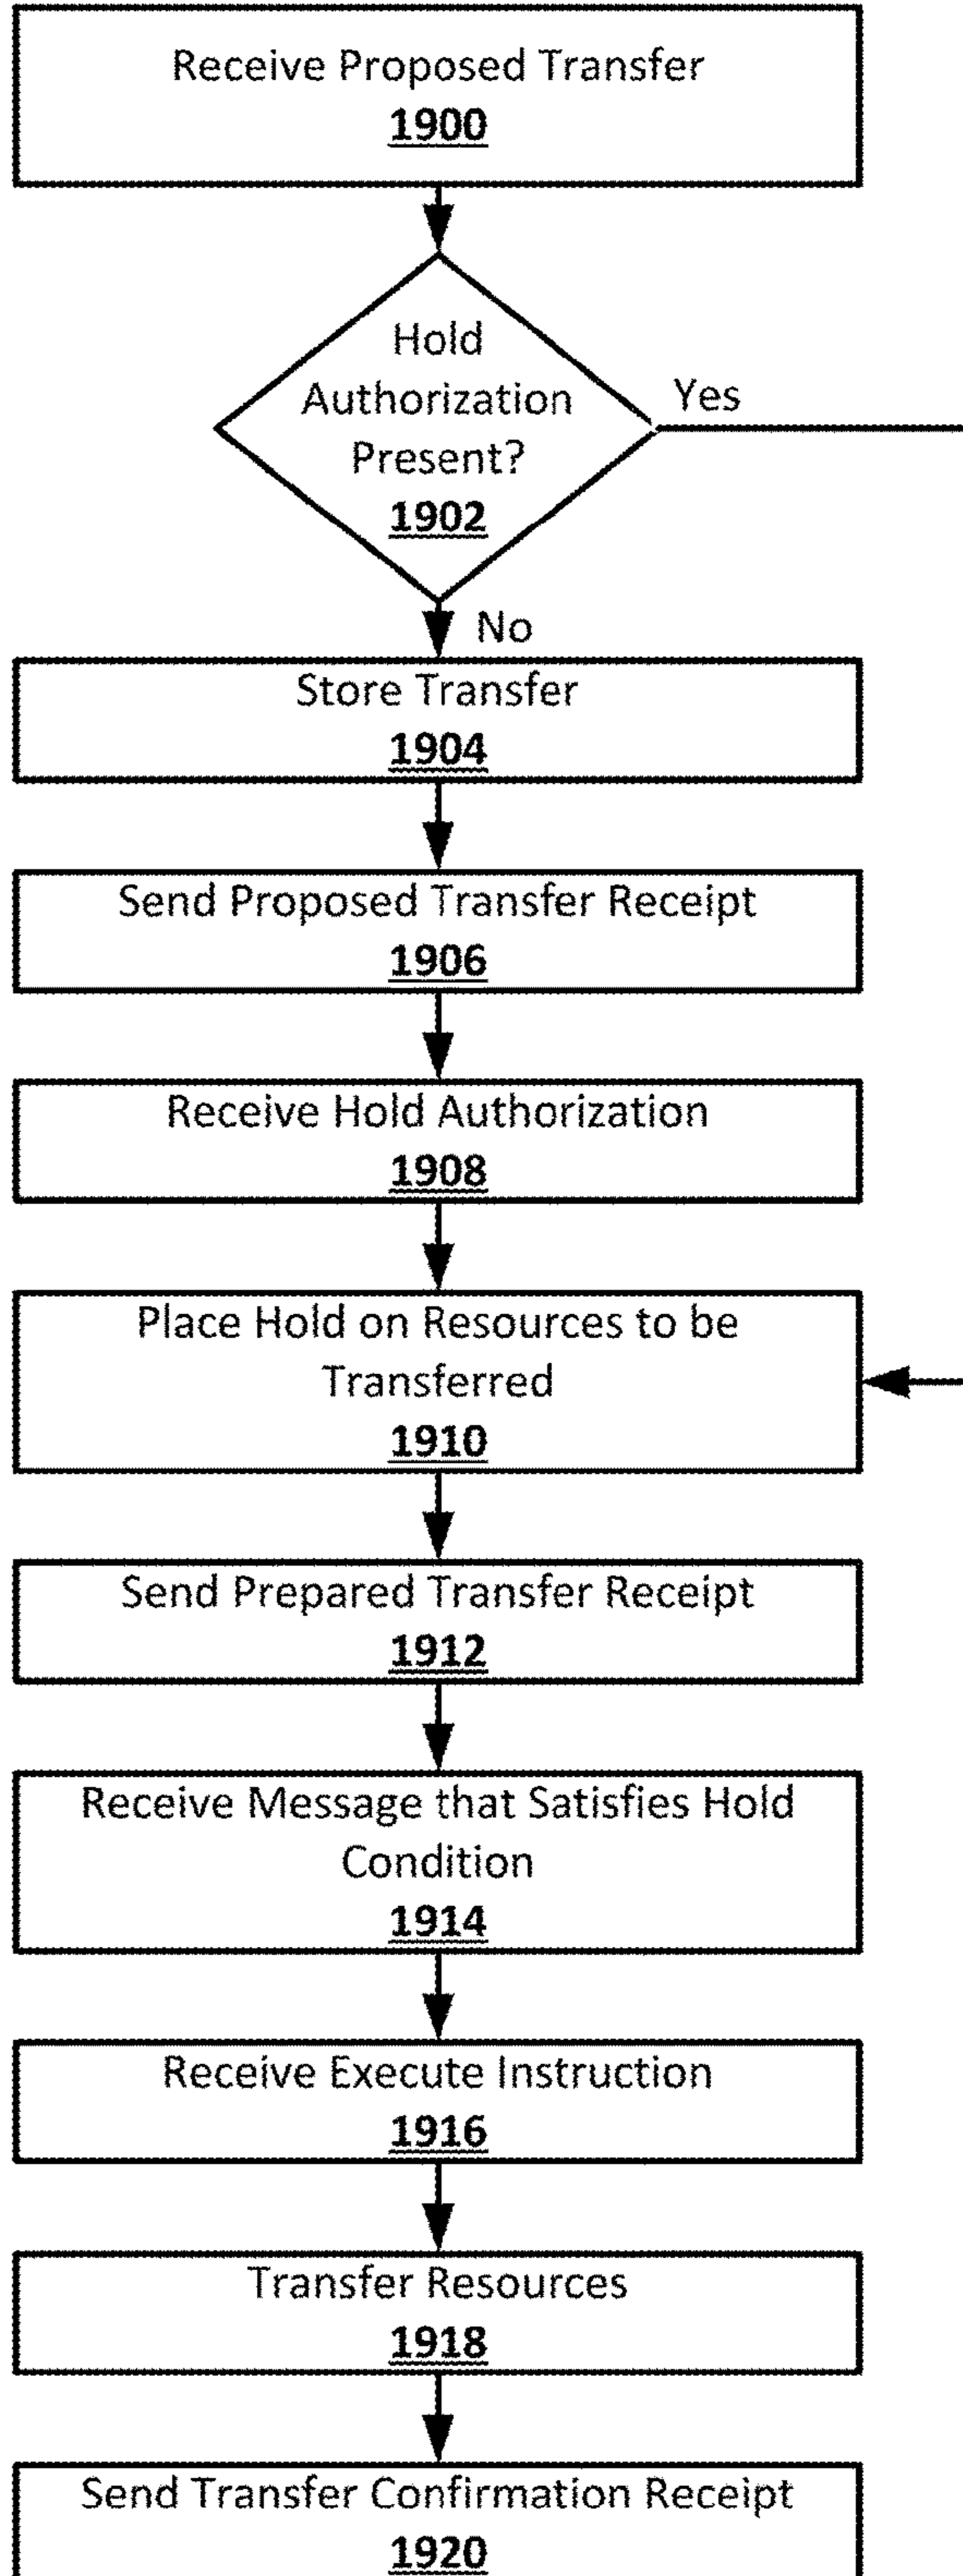 Receive Proposed Transfer
1900
Hold
Authorization
Present?
1902
Yes
No
Store Transfer
1904
Send Proposed Transfer Receipt
1906
Receive Hold Authorization
1908
Place Hold on Resources to be
Transferred
1910
Send Prepared Transfer Receipt
1912
Receive Message that Satisfies Hold
Condition
1914
Receive Execute Instruction
1916
Transfer Resources
1918
Send Transfer Confirmation Receipt
1920